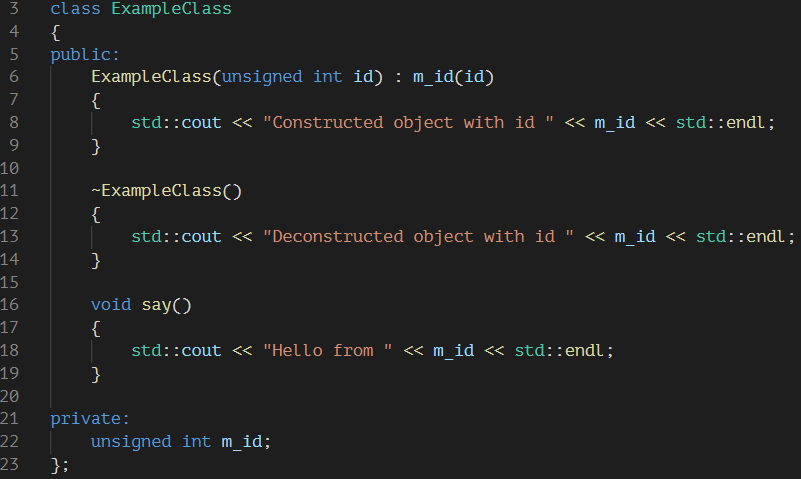 3 class ExampleClass
4 {
5 public:
6     ExampleClass(unsigned int id) : m_id(id)
7     {
8         std::cout << "Constructed object with id " << m_id << std::endl;
9     }
10
11     ~ExampleClass()
12     {
13         std::cout << "Deconstructed object with id " << m_id << std::endl;
14     }
15
16     void say()
17     {
18         std::cout << "Hello from " << m_id << std::endl;
19     }
20
21 private:
22     unsigned int m_id;
23 };